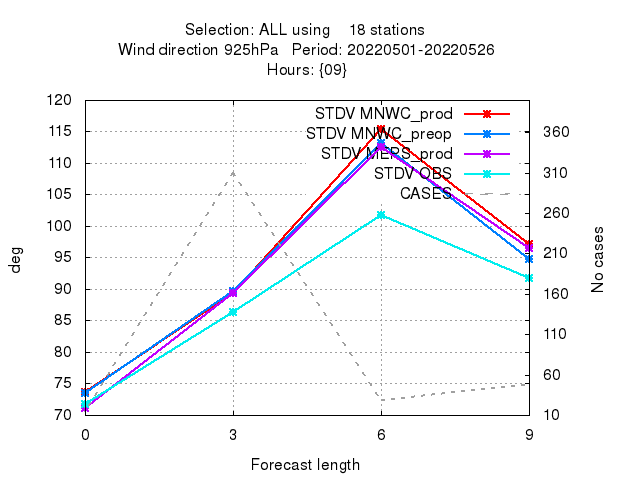 Selection: ALL using    18 stations
Wind direction 925hPa   Period: 20220501-20220526
Hours: {09}
120
115
110
105
100
95
90
85
80
75
70
deg
STDV MNWC_prod
STDV MNWC_preop
STDV MEPS_prod
STDV OBS
CASES
360
310
260
210
160
110
60
10
No cases
0 3 6 9
Forecast length